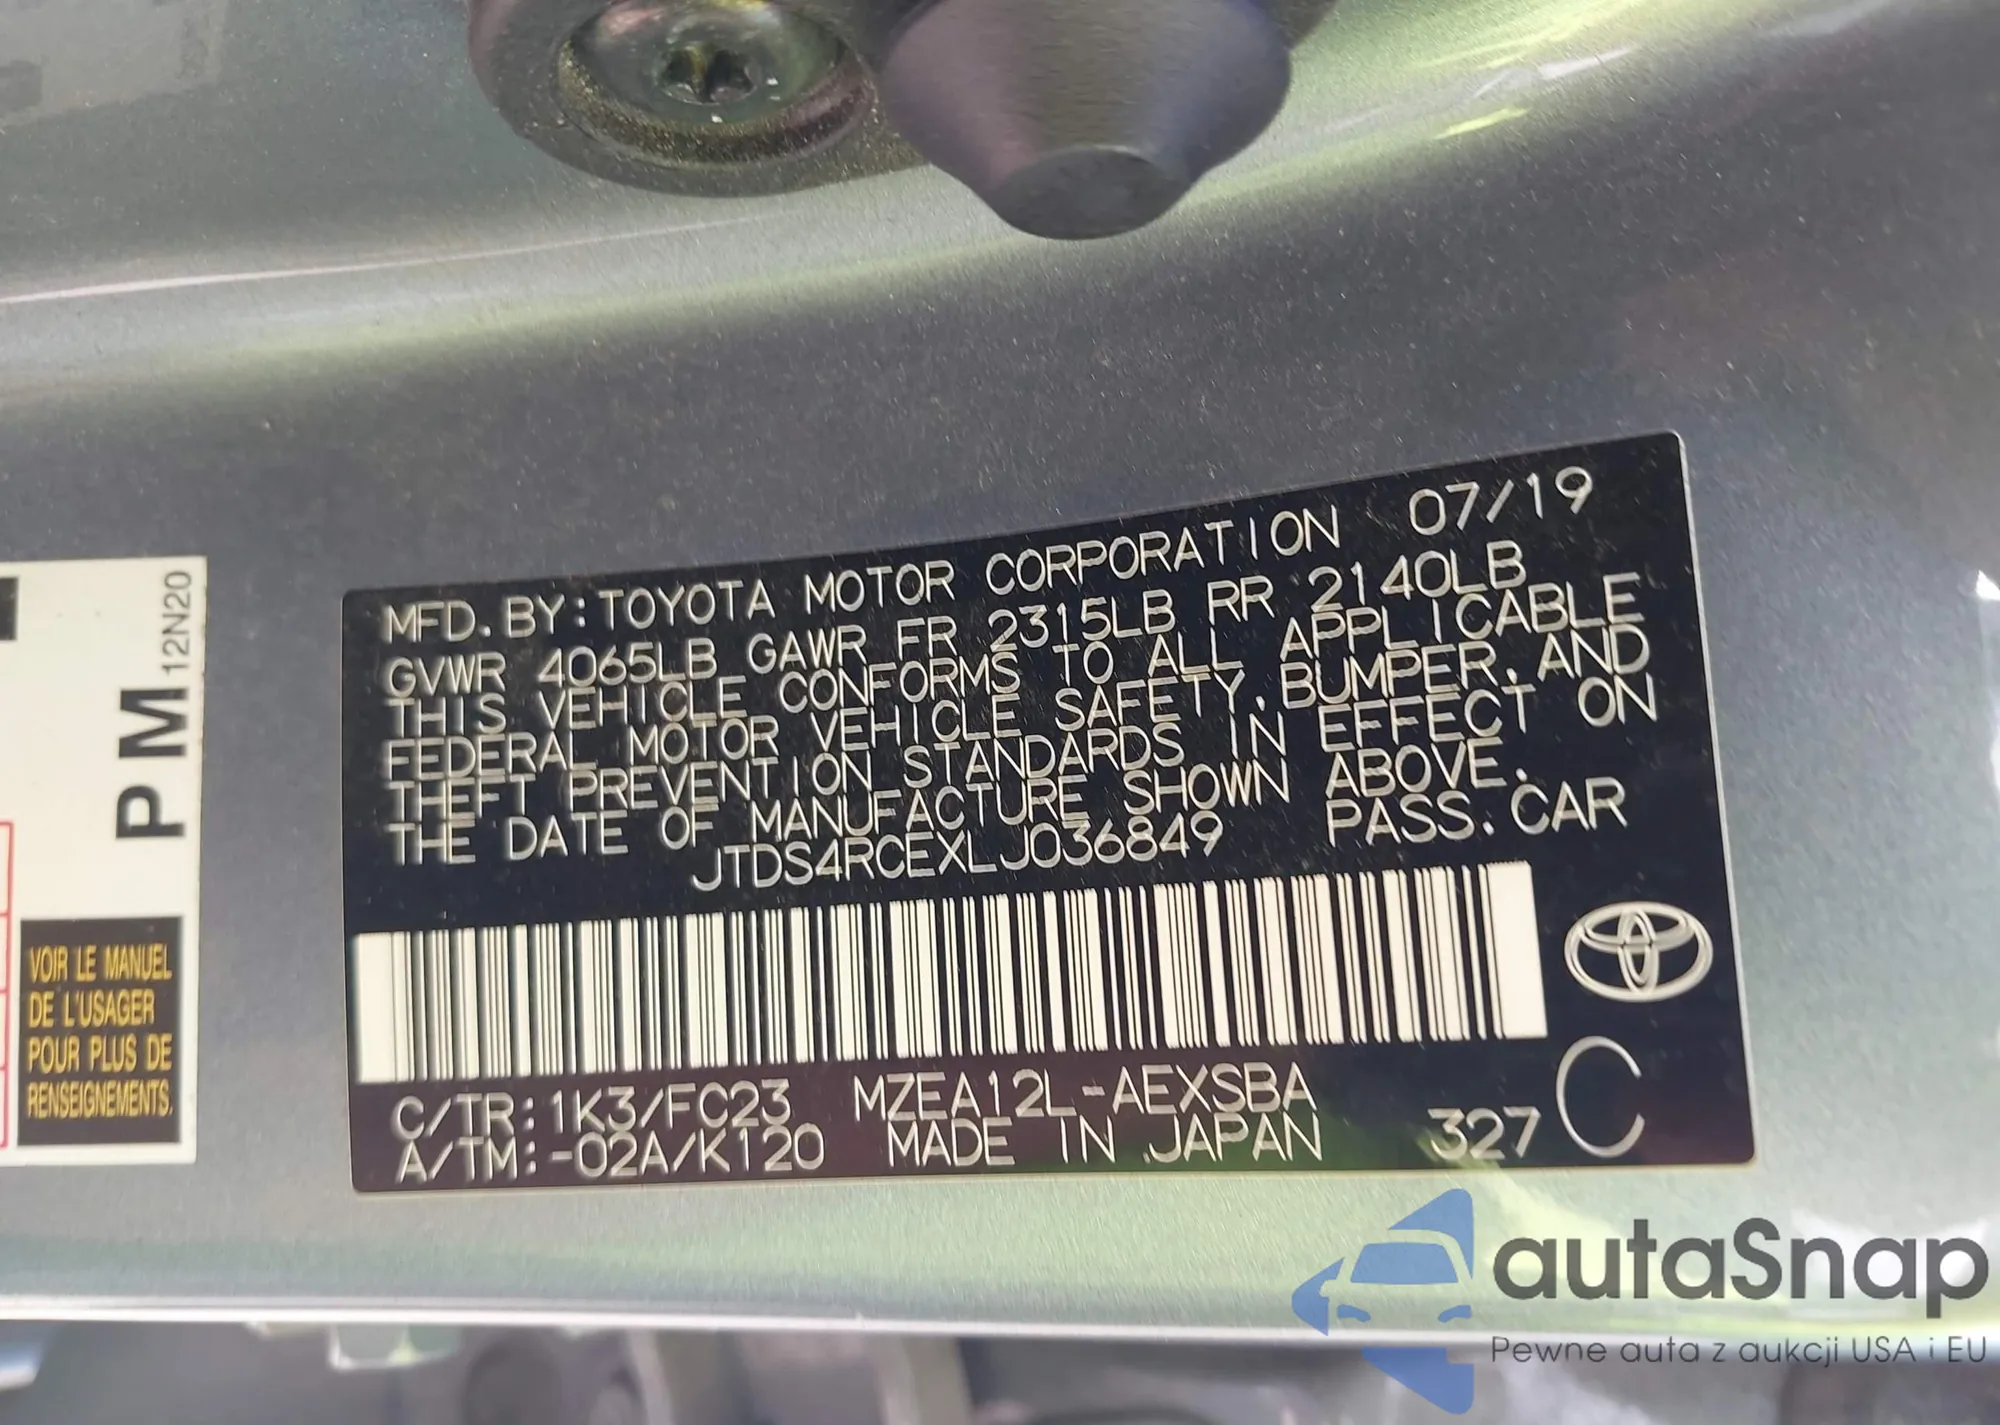 MFD. BY: TOYOTA MOTOR CORPORATION 07/19
GVWR 4065LB GAWR FR 2315LB RR 2140LB
THIS VEHICLE CONFORMS TO ALL APPLICABLE
FEDERAL MOTOR VEHICLE SAFETY, BUMPER, AND
THEFT PREVENTION STANDARDS IN EFFECT ON
THE DATE OF MANUFACTURE SHOWN ABOVE.
JTDS4RCEXLJ036849 PASS. CAR
C/TR: 1K3/FC23 MZEA12L-AEXSBA
A/TM: -02A/K120 MADE IN JAPAN 327 C
PM 12N20
VOIR LE MANUEL
DE L'USAGER
POUR PLUS DE
RENSEIGNEMENTS.
autaSnap
Pewne auta z aukcji USA i EU